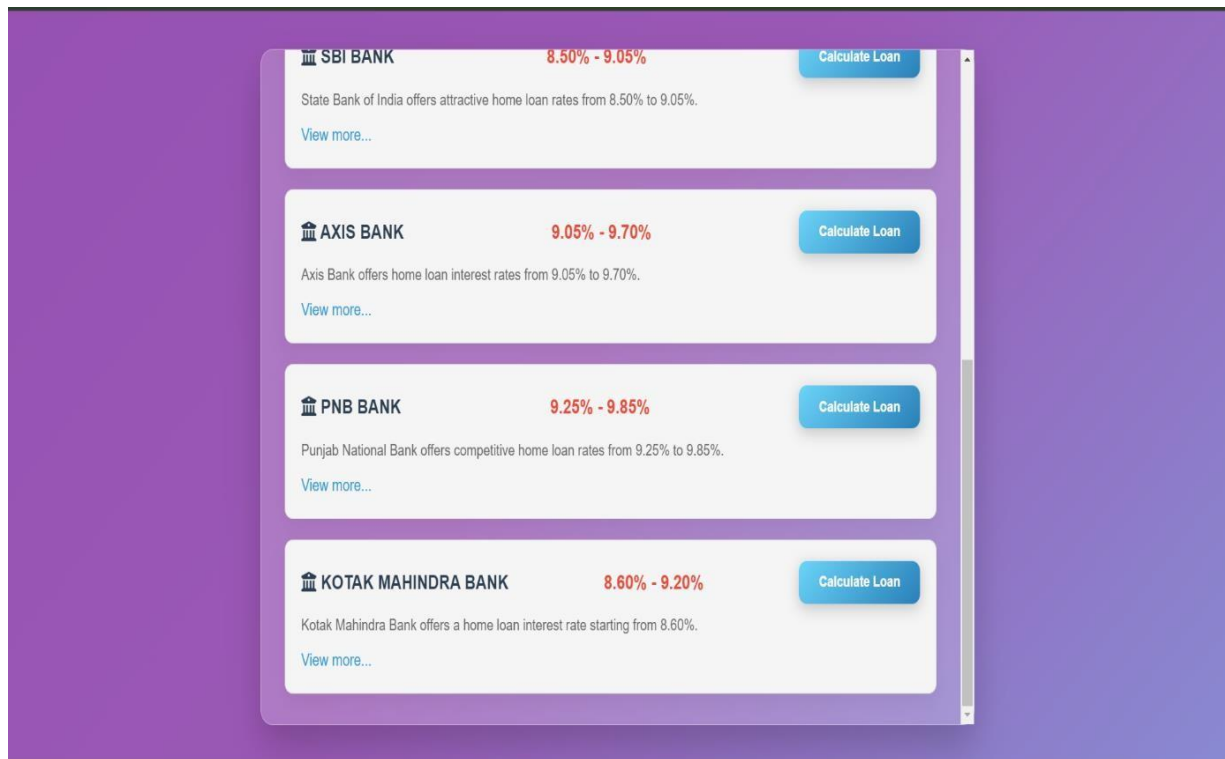 SBI BANK 8.50% - 9.05% Calculate Loan
State Bank of India offers attractive home loan rates from 8.50% to 9.05%.
View more...
AXIS BANK 9.05% - 9.70% Calculate Loan
Axis Bank offers home loan interest rates from 9.05% to 9.70%.
View more...
PNB BANK 9.25% - 9.85% Calculate Loan
Punjab National Bank offers competitive home loan rates from 9.25% to 9.85%.
View more...
KOTAK MAHINDRA BANK 8.60% - 9.20% Calculate Loan
Kotak Mahindra Bank offers a home loan interest rate starting from 8.60%.
View more...